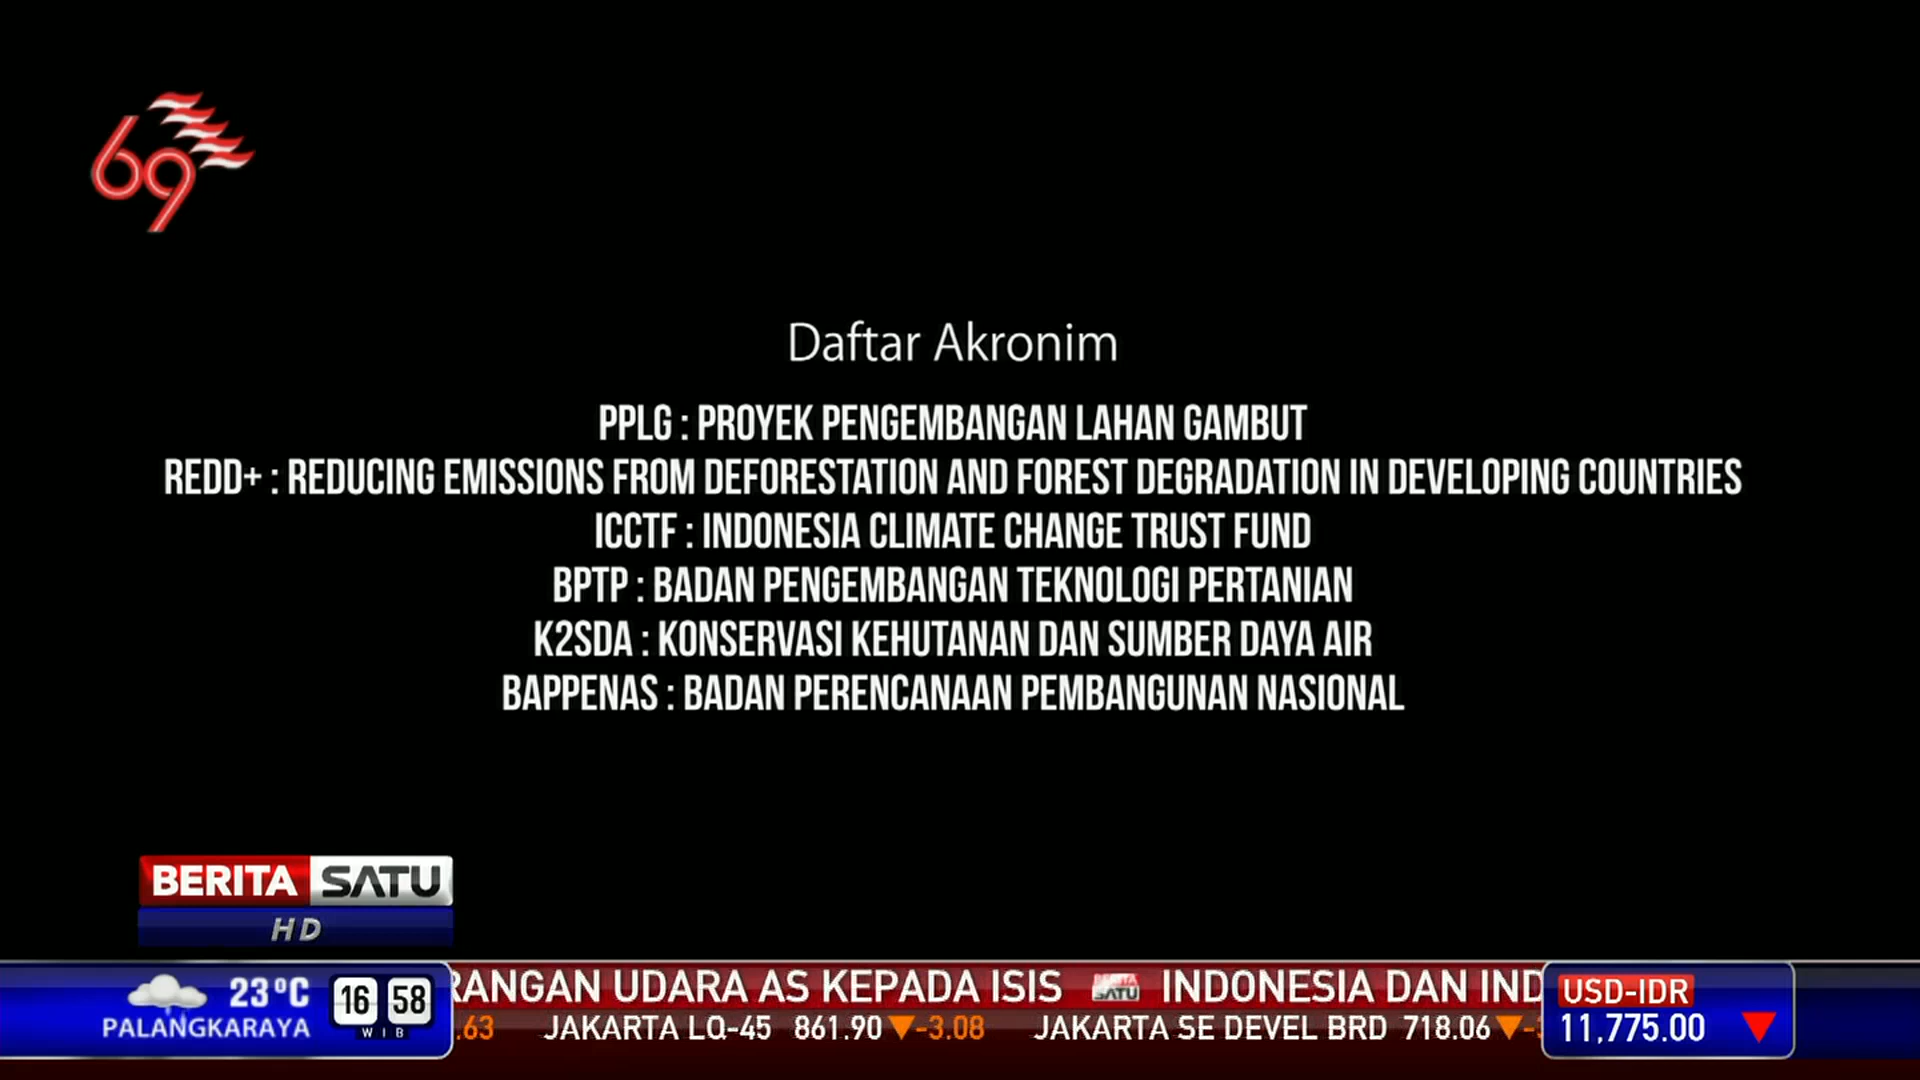 69
Daftar Akronim
PPLG : PROYEK PENGEMBANGAN LAHAN GAMBUT
REDD+ : REDUCING EMISSIONS FROM DEFORESTATION AND FOREST DEGRADATION IN DEVELOPING COUNTRIES
ICCTF : INDONESIA CLIMATE CHANGE TRUST FUND
BPTP : BADAN PENGEMBANGAN TEKNOLOGI PERTANIAN
K2SDA : KONSERVASI KEHUTANAN DAN SUMBER DAYA AIR
BAPPENAS : BADAN PERENCANAAN PEMBANGUNAN NASIONAL
BERITA SATU
HD
23°C
PALANGKARAYA
16 58
WIB
RANGAN UDARA AS KEPADA ISIS BERITA SATU INDONESIA DAN IND
.63 JAKARTA LQ-45 861.90 ▼-3.08 JAKARTA SE DEVEL BRD 718.06 ▼-3
USD-IDR
11,775.00 ▼